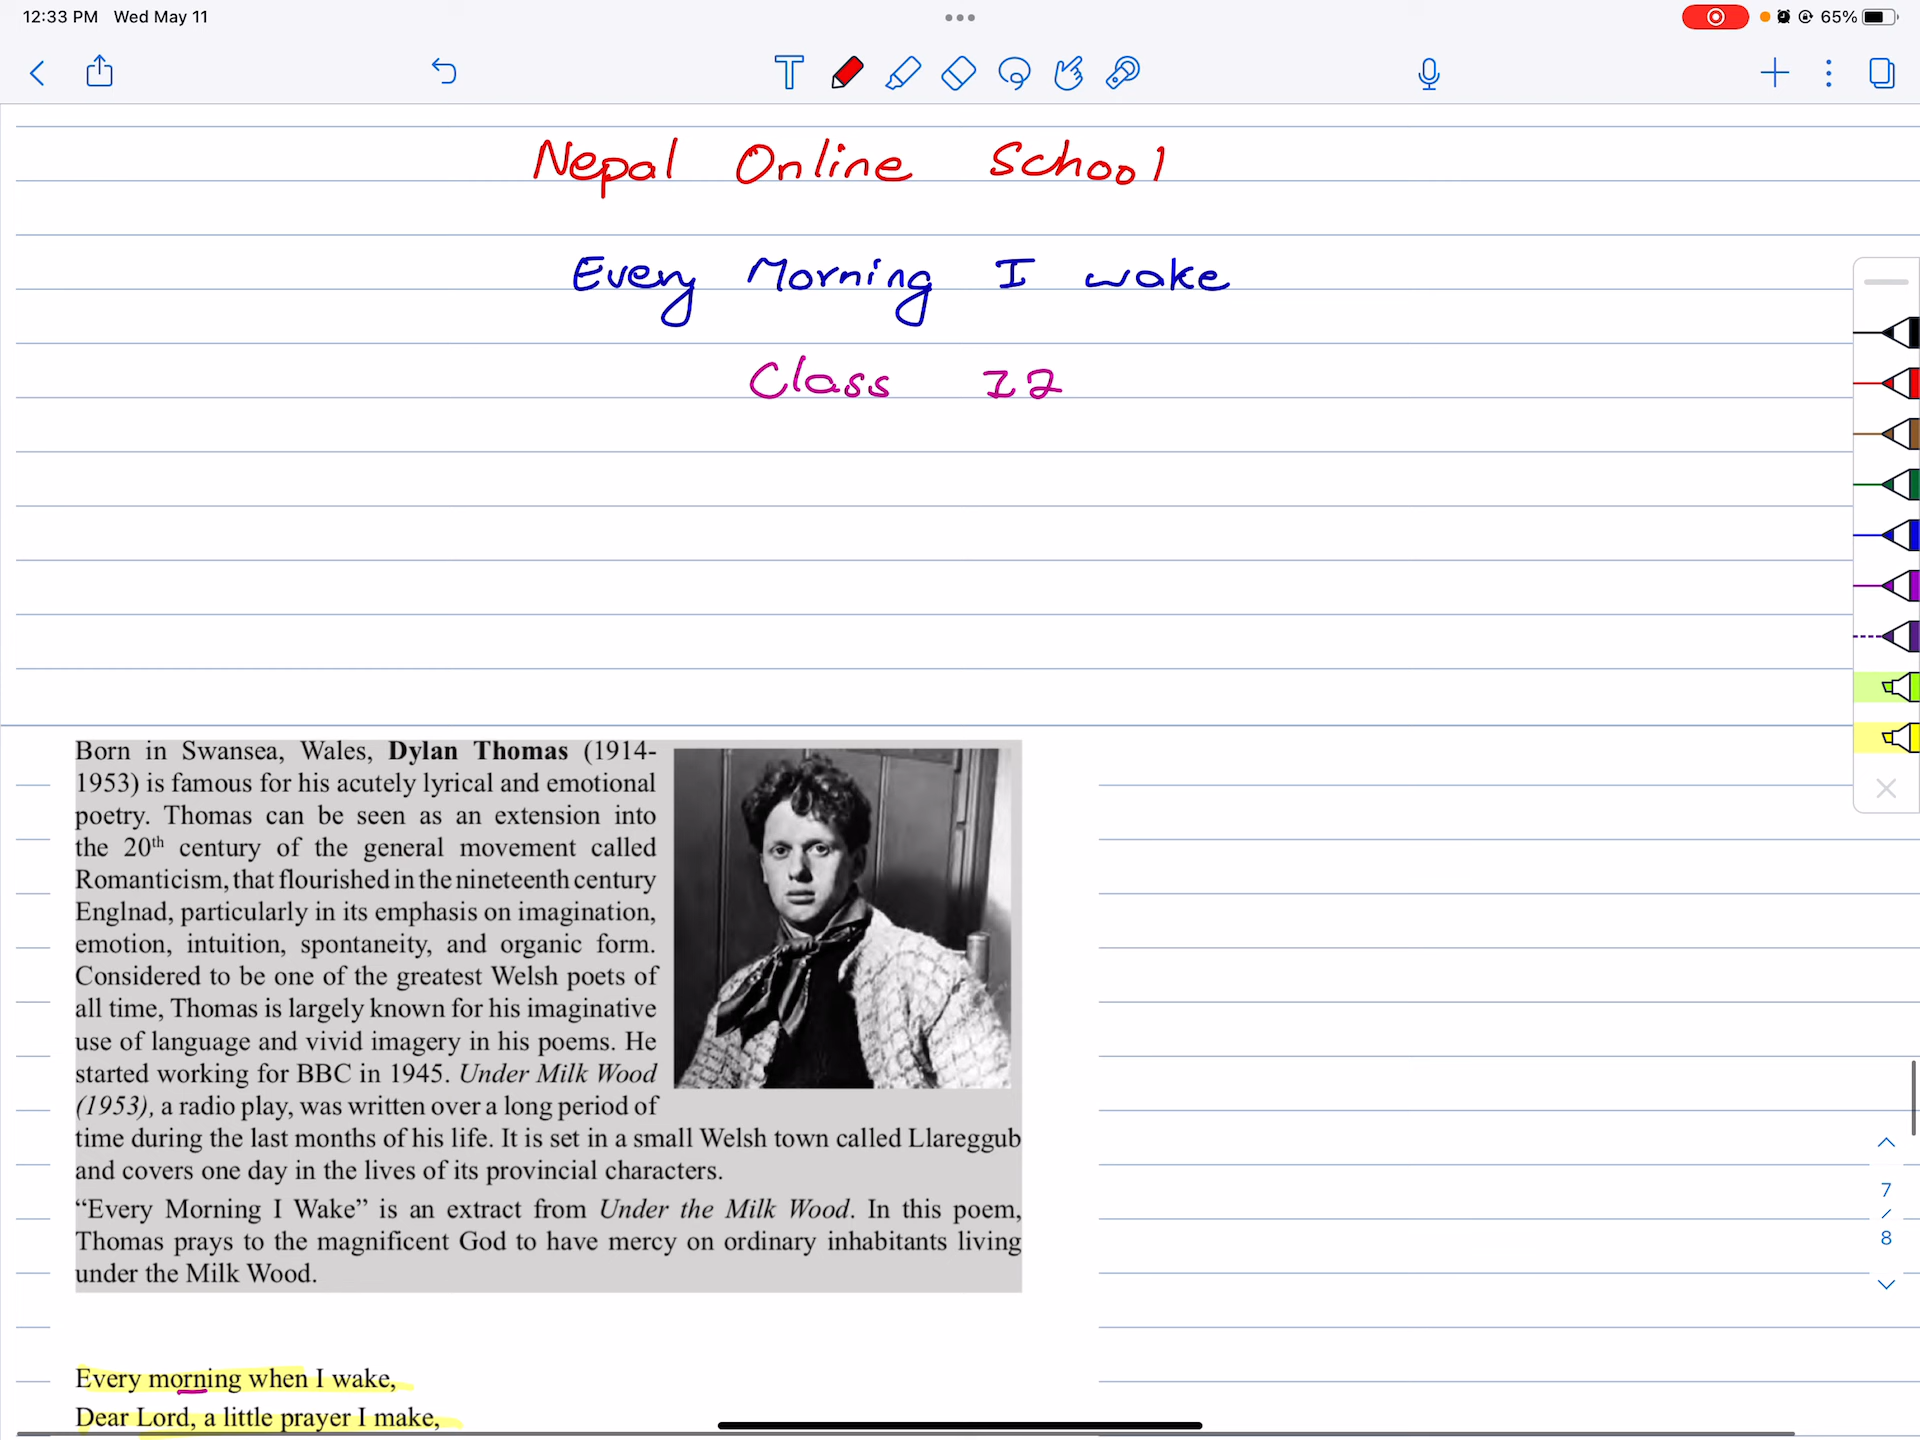 12:33 PM Wed May 11
65%
Nepal Online School
Every Morning I wake
Class 12
Born in Swansea, Wales, Dylan Thomas (1914-
1953) is famous for his acutely lyrical and emotional
poetry. Thomas can be seen as an extension into
the 20th century of the general movement called
Romanticism, that flourished in the nineteenth century
Englnad, particularly in its emphasis on imagination,
emotion, intuition, spontaneity, and organic form.
Considered to be one of the greatest Welsh poets of
all time, Thomas is largely known for his imaginative
use of language and vivid imagery in his poems. He
started working for BBC in 1945. Under Milk Wood
(1953), a radio play, was written over a long period of
time during the last months of his life. It is set in a small Welsh town called Llareggub
and covers one day in the lives of its provincial characters.
“Every Morning I Wake” is an extract from Under the Milk Wood. In this poem,
Thomas prays to the magnificent God to have mercy on ordinary inhabitants living
under the Milk Wood.
Every morning when I wake,
Dear Lord, a little prayer I make,
7
/
8